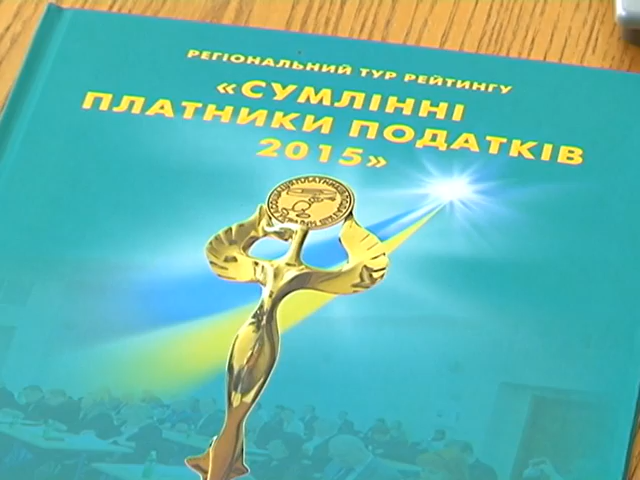 РЕГІОНАЛЬНИЙ ТУР РЕЙТИНГУ
«СУМЛІННІ
ПЛАТНИКИ ПОДАТКІВ
2015»